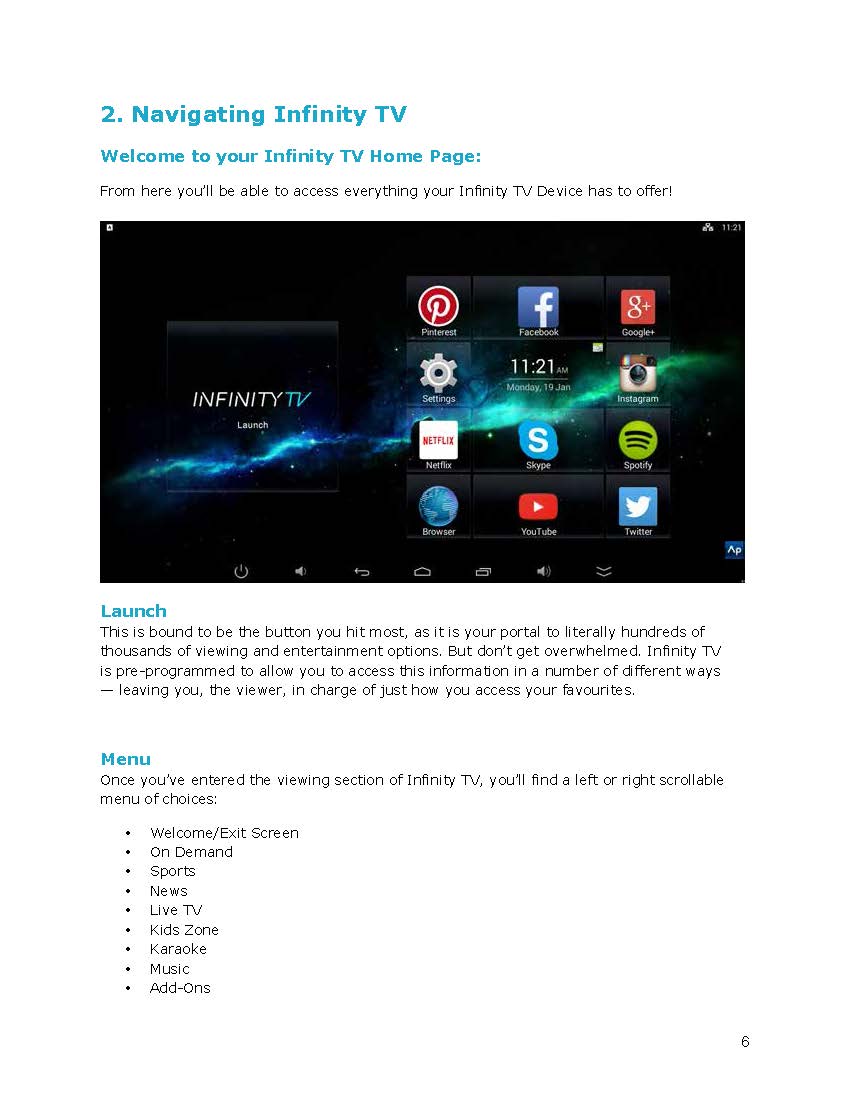 2. Navigating Infinity TV
Welcome to your Infinity TV Home Page:
From here you’ll be able to access everything your Infinity TV Device has to offer!
11:21
Pinterest
Facebook
Google+
Settings
11:21 AM
Monday, 19 Jan
Instagram
INFINITYTV
Launch
NETFLIX
Netflix
Skype
Spotify
Browser
YouTube
Twitter
Launch
This is bound to be the button you hit most, as it is your portal to literally hundreds of
thousands of viewing and entertainment options. But don’t get overwhelmed. Infinity TV
is pre-programmed to allow you to access this information in a number of different ways
— leaving you, the viewer, in charge of just how you access your favourites.
Menu
Once you’ve entered the viewing section of Infinity TV, you’ll find a left or right scrollable
menu of choices:
• Welcome/Exit Screen
• On Demand
• Sports
• News
• Live TV
• Kids Zone
• Karaoke
• Music
• Add-Ons
6